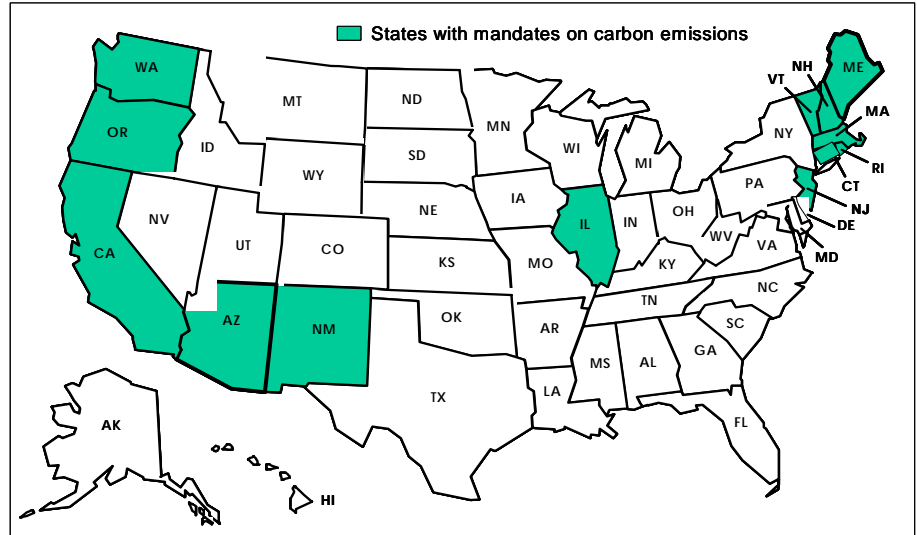 States with mandates on carbon emissions
WA
ME
NH
VT
MT
ND
MA
OR
MN
NY
ID
WI
SD
MI
RI
WY
PA
CT
IA
NE
OH
NJ
NV
IL
IN
DE
UT
WV
VA
CA
CO
MD
KS
MO
KY
NC
TN
AZ
OK
SC
NM
AR
GA
MS
AL
LA
TX
FL
AK
HI